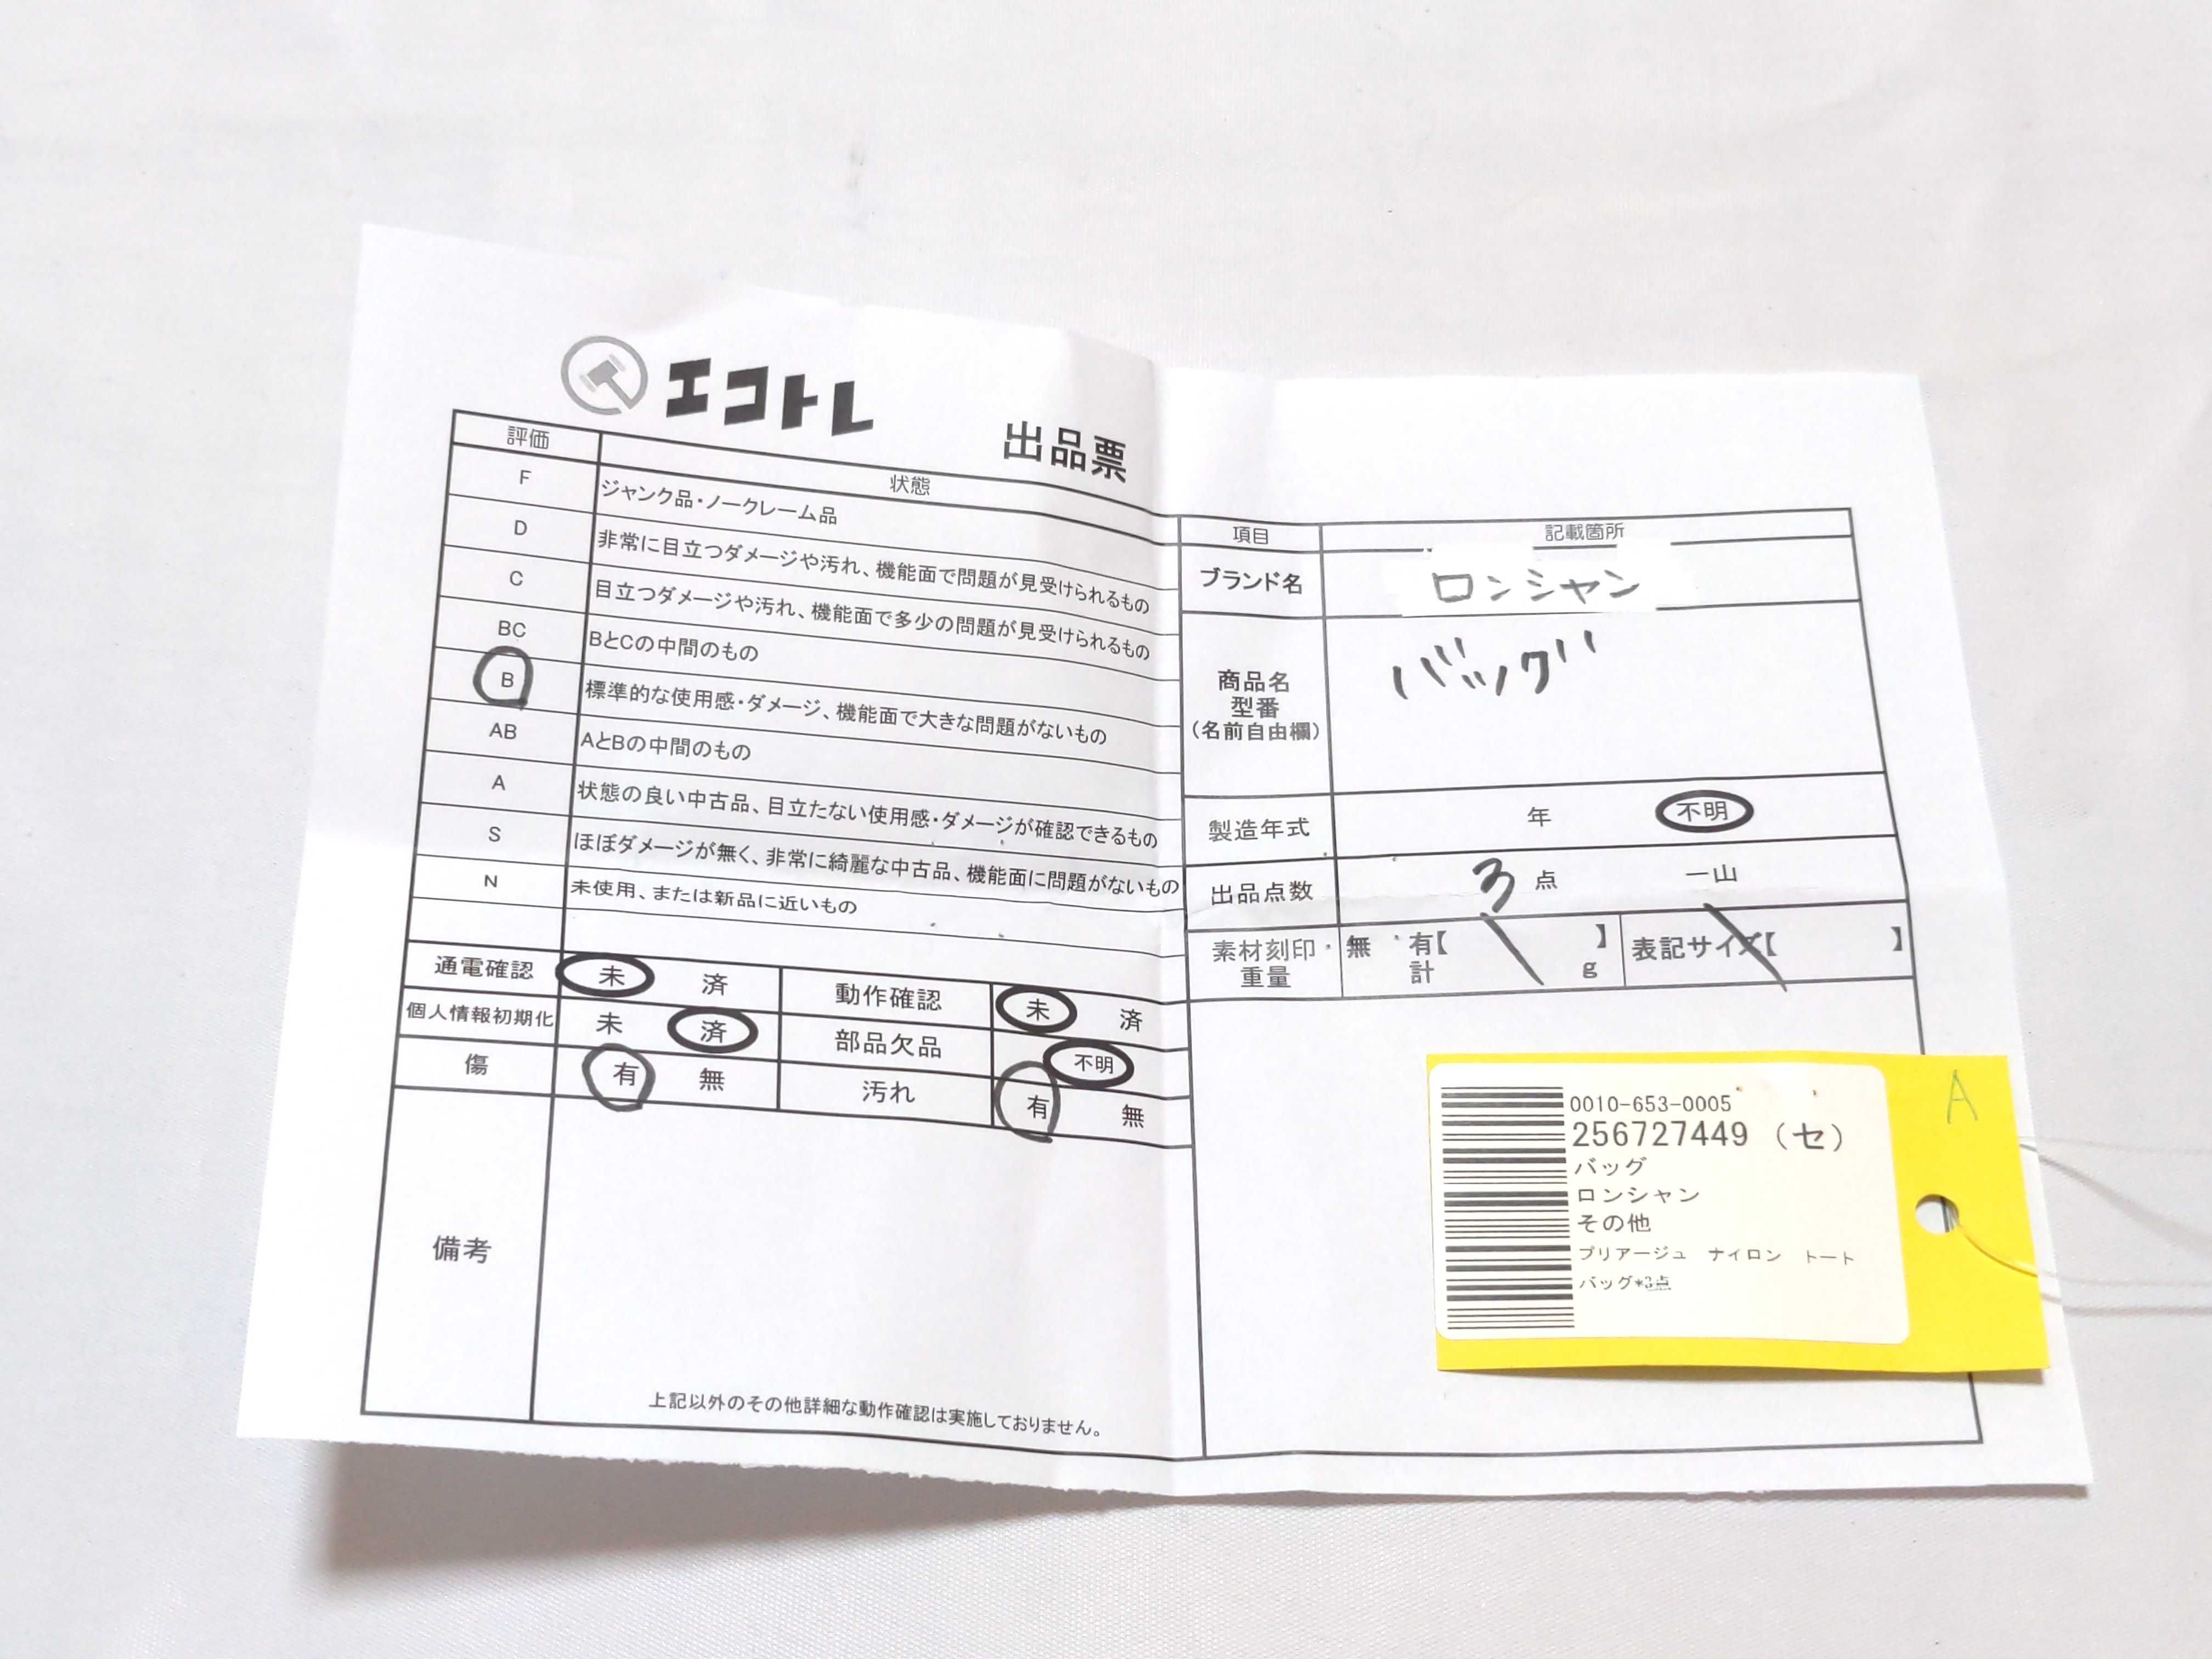 エコトレ
出品票
評価 状態
F ジャンク品・ノークレーム品
D 非常に目立つダメージや汚れ、機能面で問題が見受けられるもの
C 目立つダメージや汚れ、機能面で多少の問題が見受けられるもの
BC BとCの中間のもの
B 標準的な使用感・ダメージ、機能面で大きな問題がないもの
AB AとBの中間のもの
A 状態の良い中古品、目立たない使用感・ダメージが確認できるもの
S ほぼダメージが無く、非常に綺麗な中古品、機能面に問題がないもの
N 未使用、または新品に近いもの
通電確認 未 済 動作確認 未 済
個人情報初期化 未 済 部品欠品 不明
傷 有 無 汚れ 有 無
備考
上記以外のその他詳細な動作確認は実施しておりません。
項目 記載箇所
ブランド名 ロンシャン
商品名
型番
(名前自由欄)
バッグ
製造年式 年 不明
出品点数 3 点 一山
素材刻印・ 無 ・有【 】 表記サイズ【 】
重量 計 g
A
0010-653-0005
256727449 (セ)
バッグ
ロンシャン
その他
プリアージュ ナイロン トート
バッグ*3点